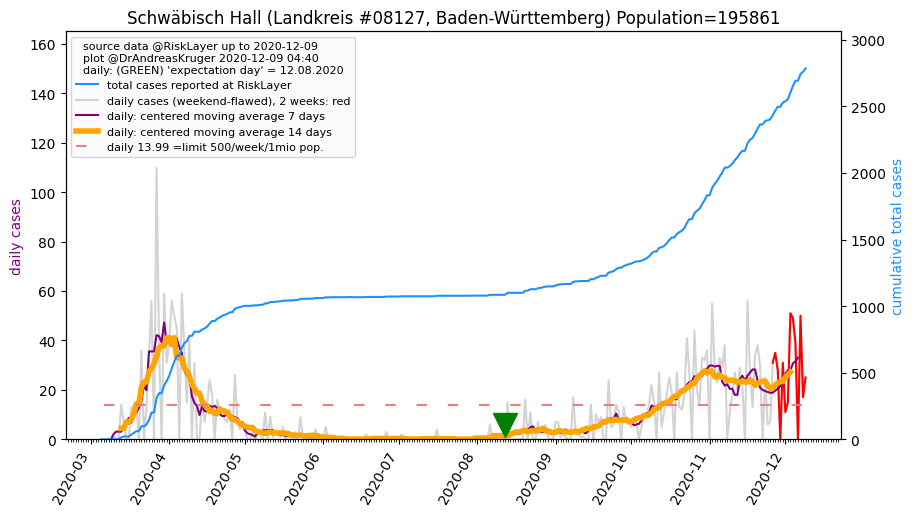 Schwäbisch Hall (Landkreis #08127, Baden-Württemberg) Population=195861
source data @RiskLayer up to 2020-12-09
plot @DrAndreasKruger 2020-12-09 04:40
daily: (GREEN) 'expectation day' = 12.08.2020
total cases reported at RiskLayer
daily cases (weekend-flawed), 2 weeks: red
daily: centered moving average 7 days
daily: centered moving average 14 days
daily 13.99 =limit 500/week/1mio pop.
daily cases
160
140
120
100
80
60
40
20
0
cumulative total cases
3000
2500
2000
1500
1000
500
0
2020-03
2020-04
2020-05
2020-06
2020-07
2020-08
2020-09
2020-10
2020-11
2020-12